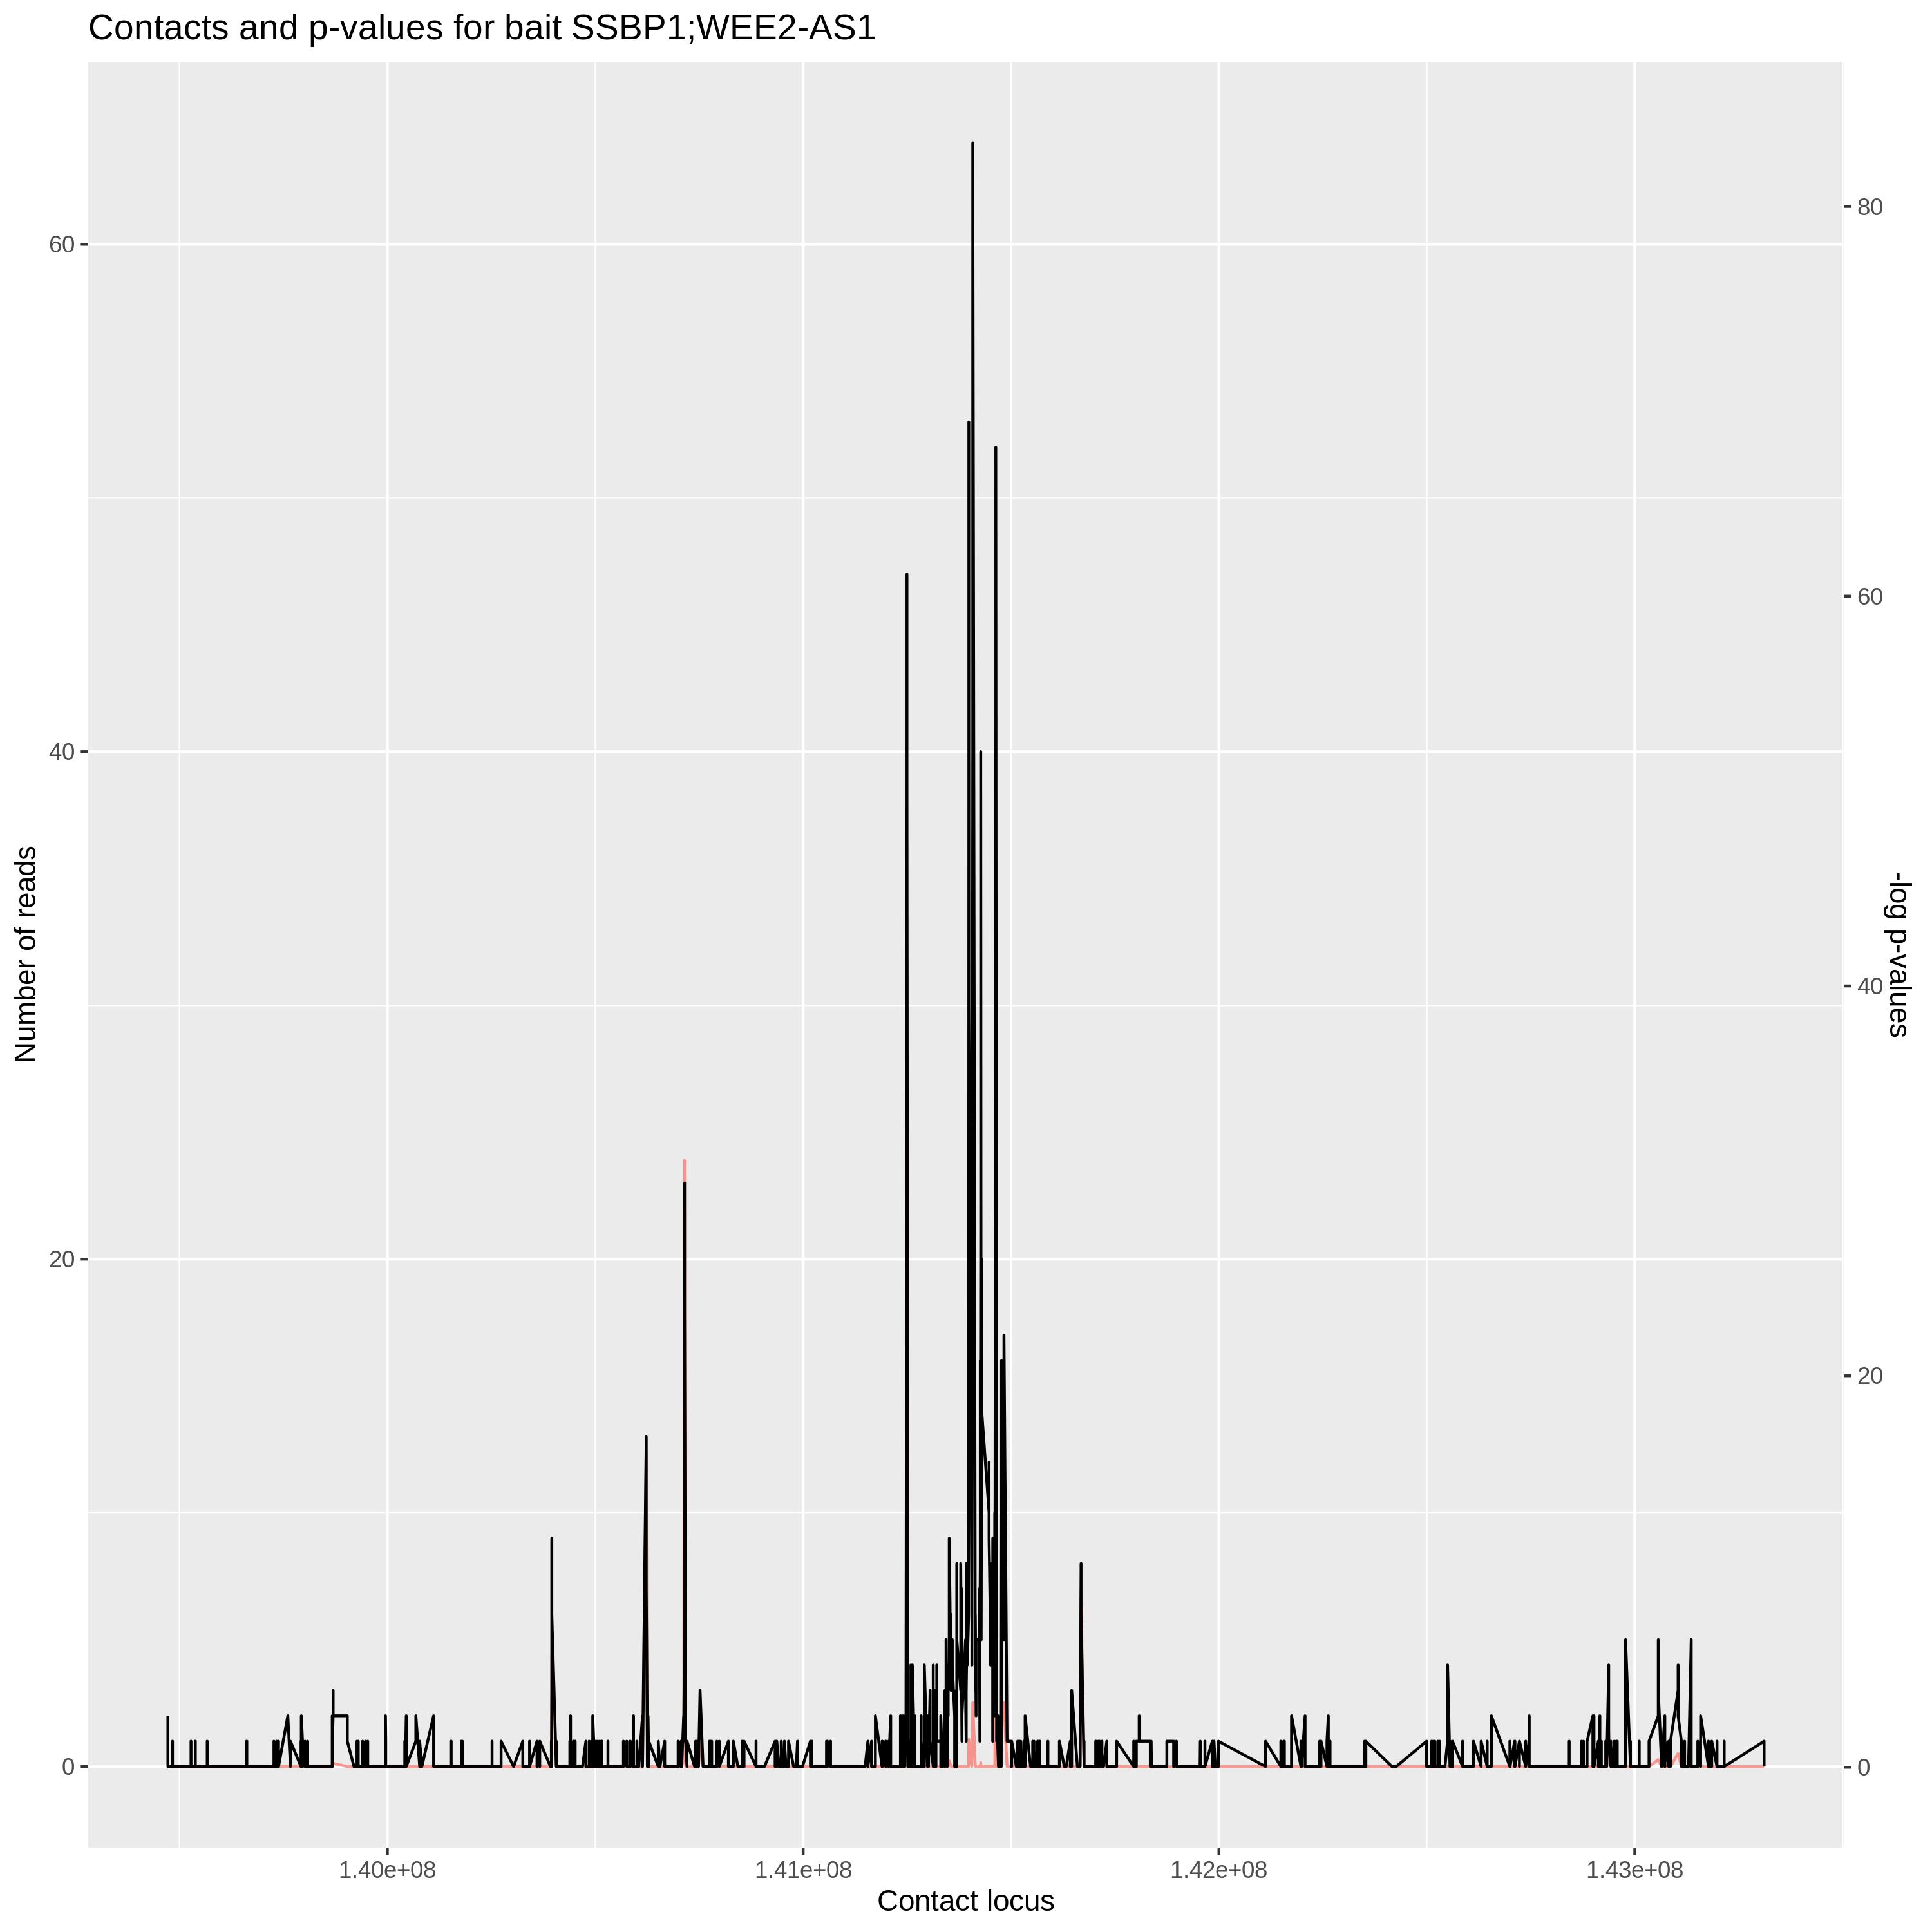 Contacts and p-values for bait SSBP1;WEE2-AS1
60
40
20
0
Number of reads
80
60
40
20
0
-log p-values
1.40e+08
1.41e+08
1.42e+08
1.43e+08
Contact locus